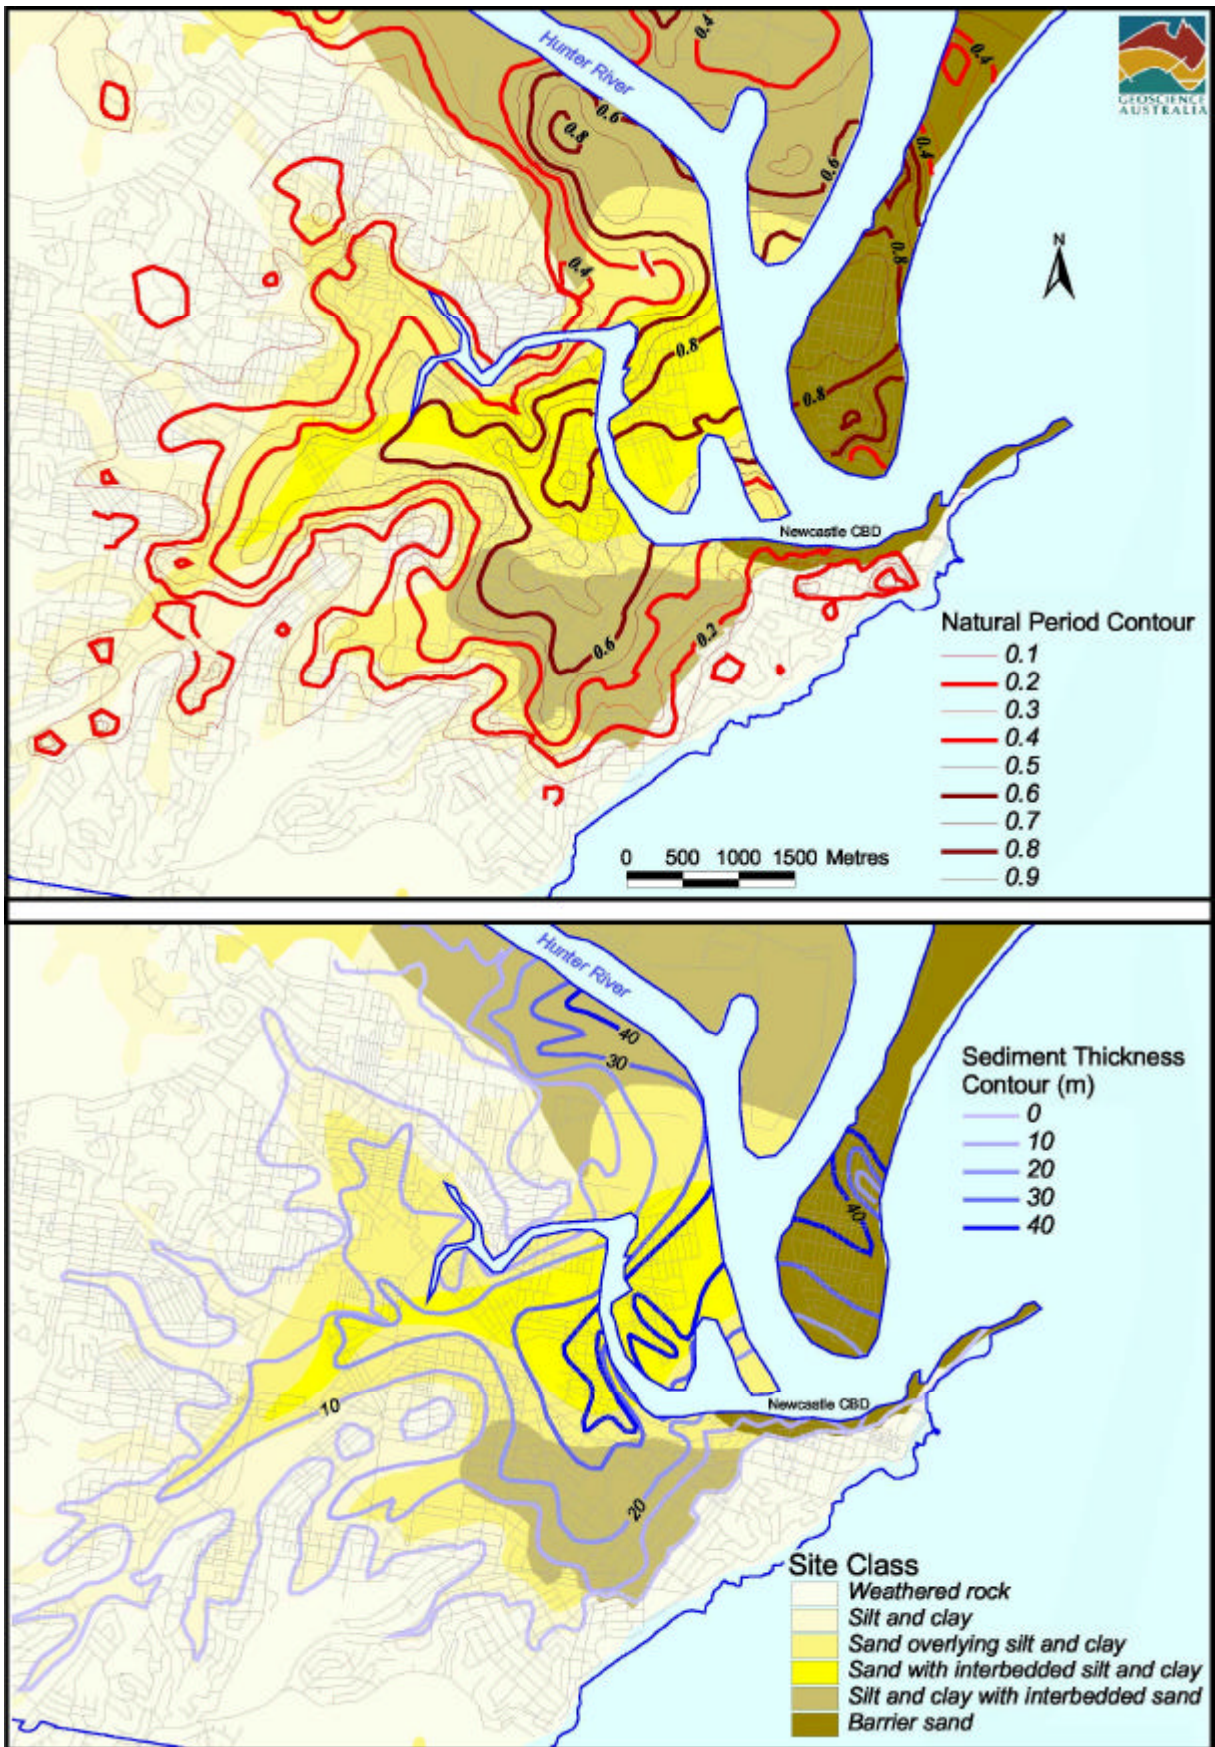 Hunter River
0.4
0.4
GEOSCIENCE
AUSTRALIA
0.6
0.8
0.6
0.4
N
0.4
0.8
0.8
0.8
Newcastle CBD
0.6
0.2
Natural Period Contour
0.1
0.2
0.3
0.4
0.5
0.6
0.7
0.8
0.9
0 500 1000 1500 Metres
Hunter River
40
30
Sediment Thickness
Contour (m)
0
10
20
30
40
40
10
Newcastle CBD
20
Site Class
Weathered rock
Silt and clay
Sand overlying silt and clay
Sand with interbedded silt and clay
Silt and clay with interbedded sand
Barrier sand